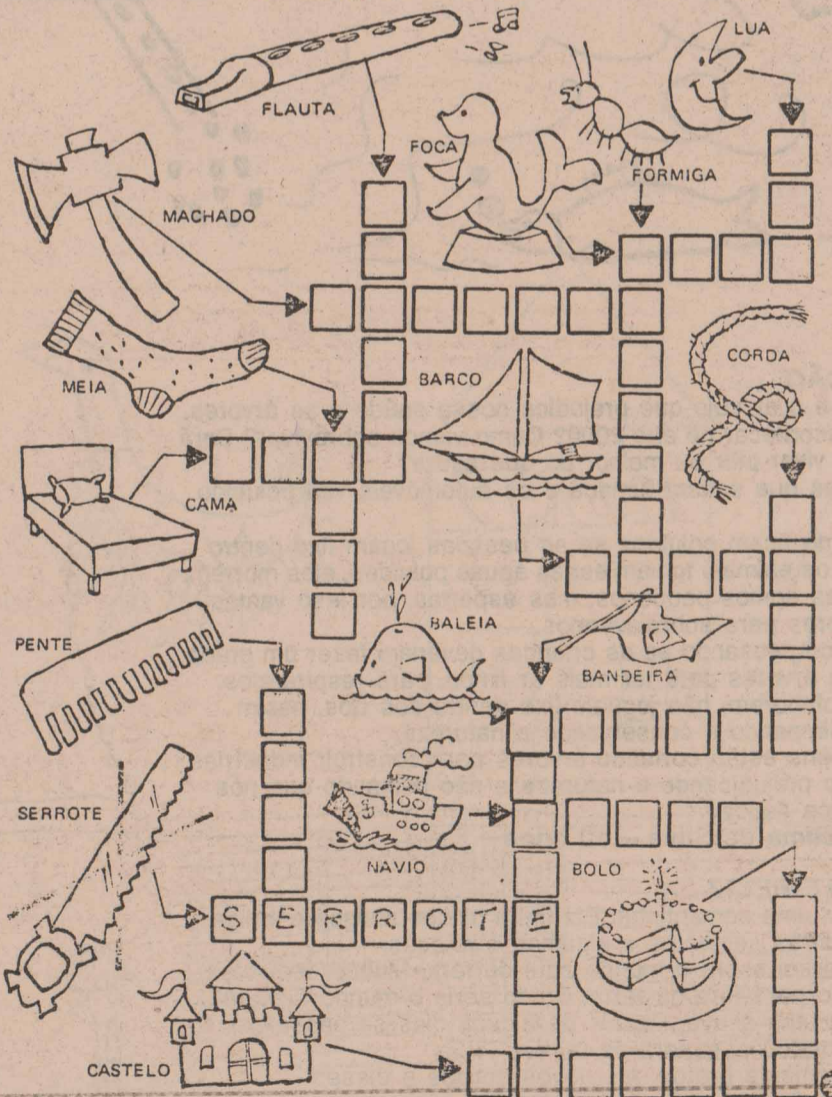 LUA
FLAUTA
FOCA
FORMIGA
MACHADO
CORDA
BARCO
MEIA
CAMA
BALEIA
PENTE
BANDEIRA
SERROTE
NAVIO
BOLO
SERROTE
CASTELO